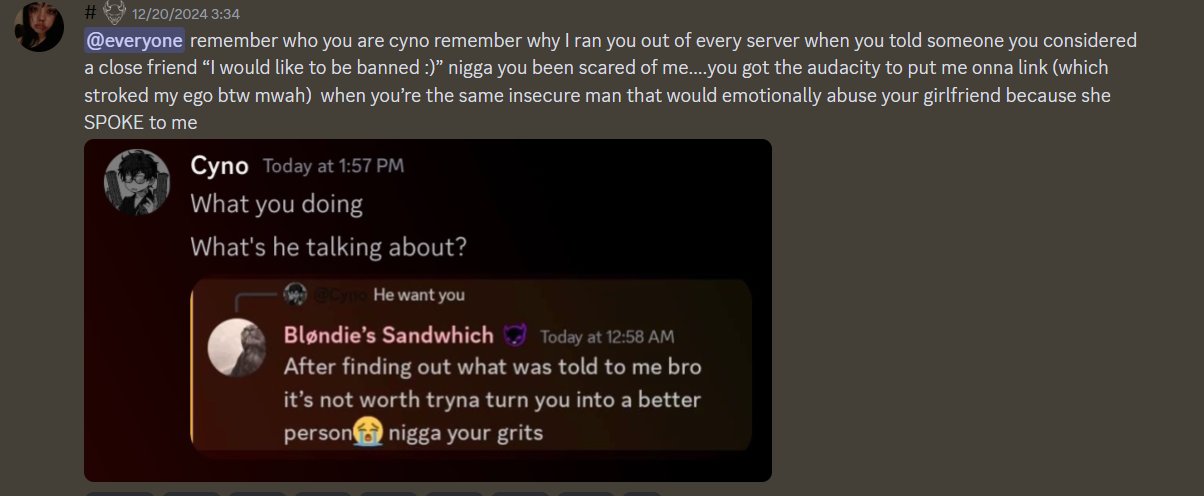 # 12/20/2024 3:34
@everyone remember who you are cyno remember why I ran you out of every server when you told someone you considered
a close friend “I would like to be banned :)” nigga you been scared of me....you got the audacity to put me onna link (which
stroked my ego btw mwah) when you’re the same insecure man that would emotionally abuse your girlfriend because she
SPOKE to me
Cyno Today at 1:57 PM
What you doing
What's he talking about?
@Cyno He want you
Bløndie’s Sandwhich 😈 Today at 12:58 AM
After finding out what was told to me bro
it’s not worth tryna turn you into a better
person😭 nigga your grits